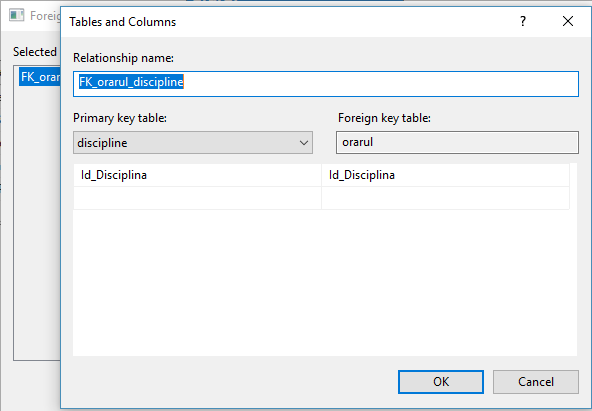 Foreig
Tables and Columns
?
Selected
FK_orar
Relationship name:
FK_orarul_discipline
Primary key table:
Foreign key table:
discipline
orarul
Id_Disciplina
Id_Disciplina
OK
Cancel